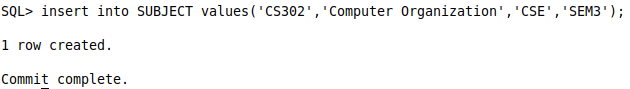 SQL> insert into SUBJECT values('CS302','Computer Organization','CSE','SEM3');
1 row created.
Commit complete.